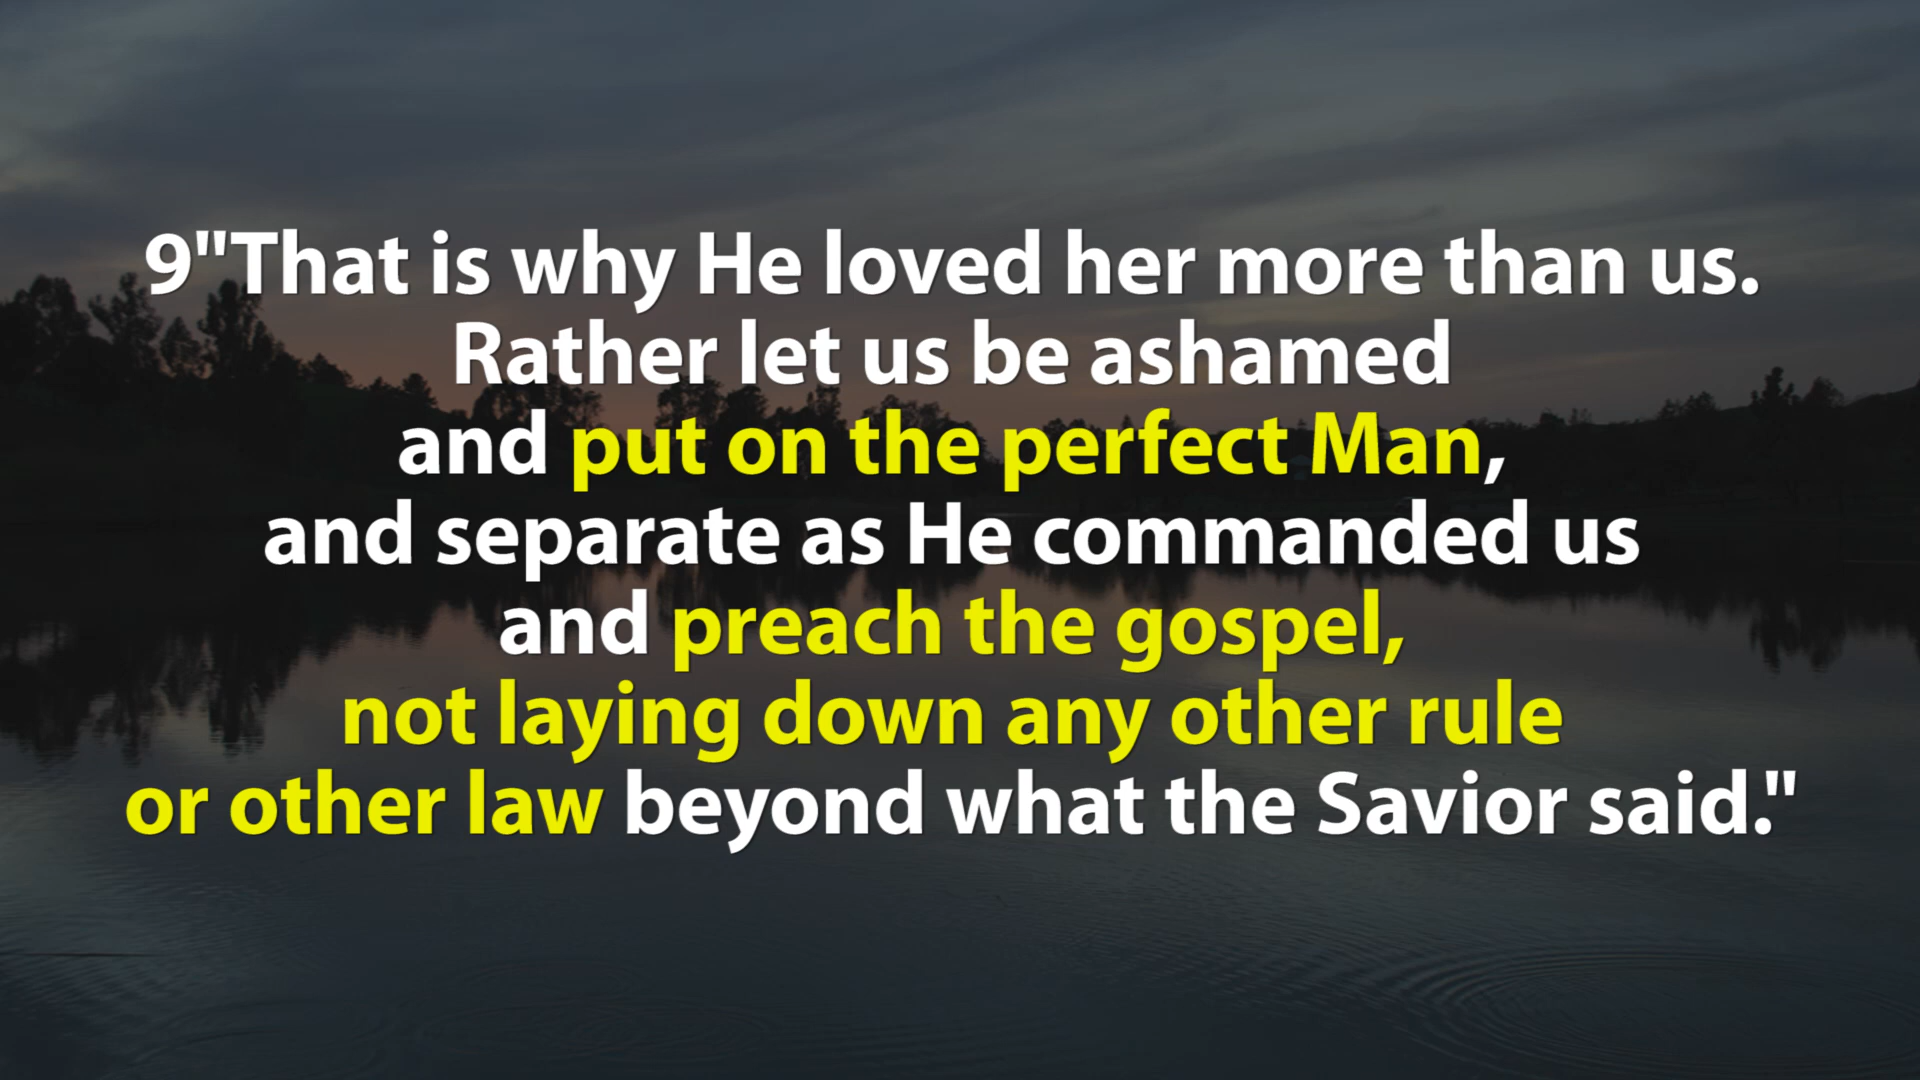 9"That is why He loved her more than us.
Rather let us be ashamed
and put on the perfect Man,
and separate as He commanded us
and preach the gospel,
not laying down any other rule
or other law beyond what the Savior said."